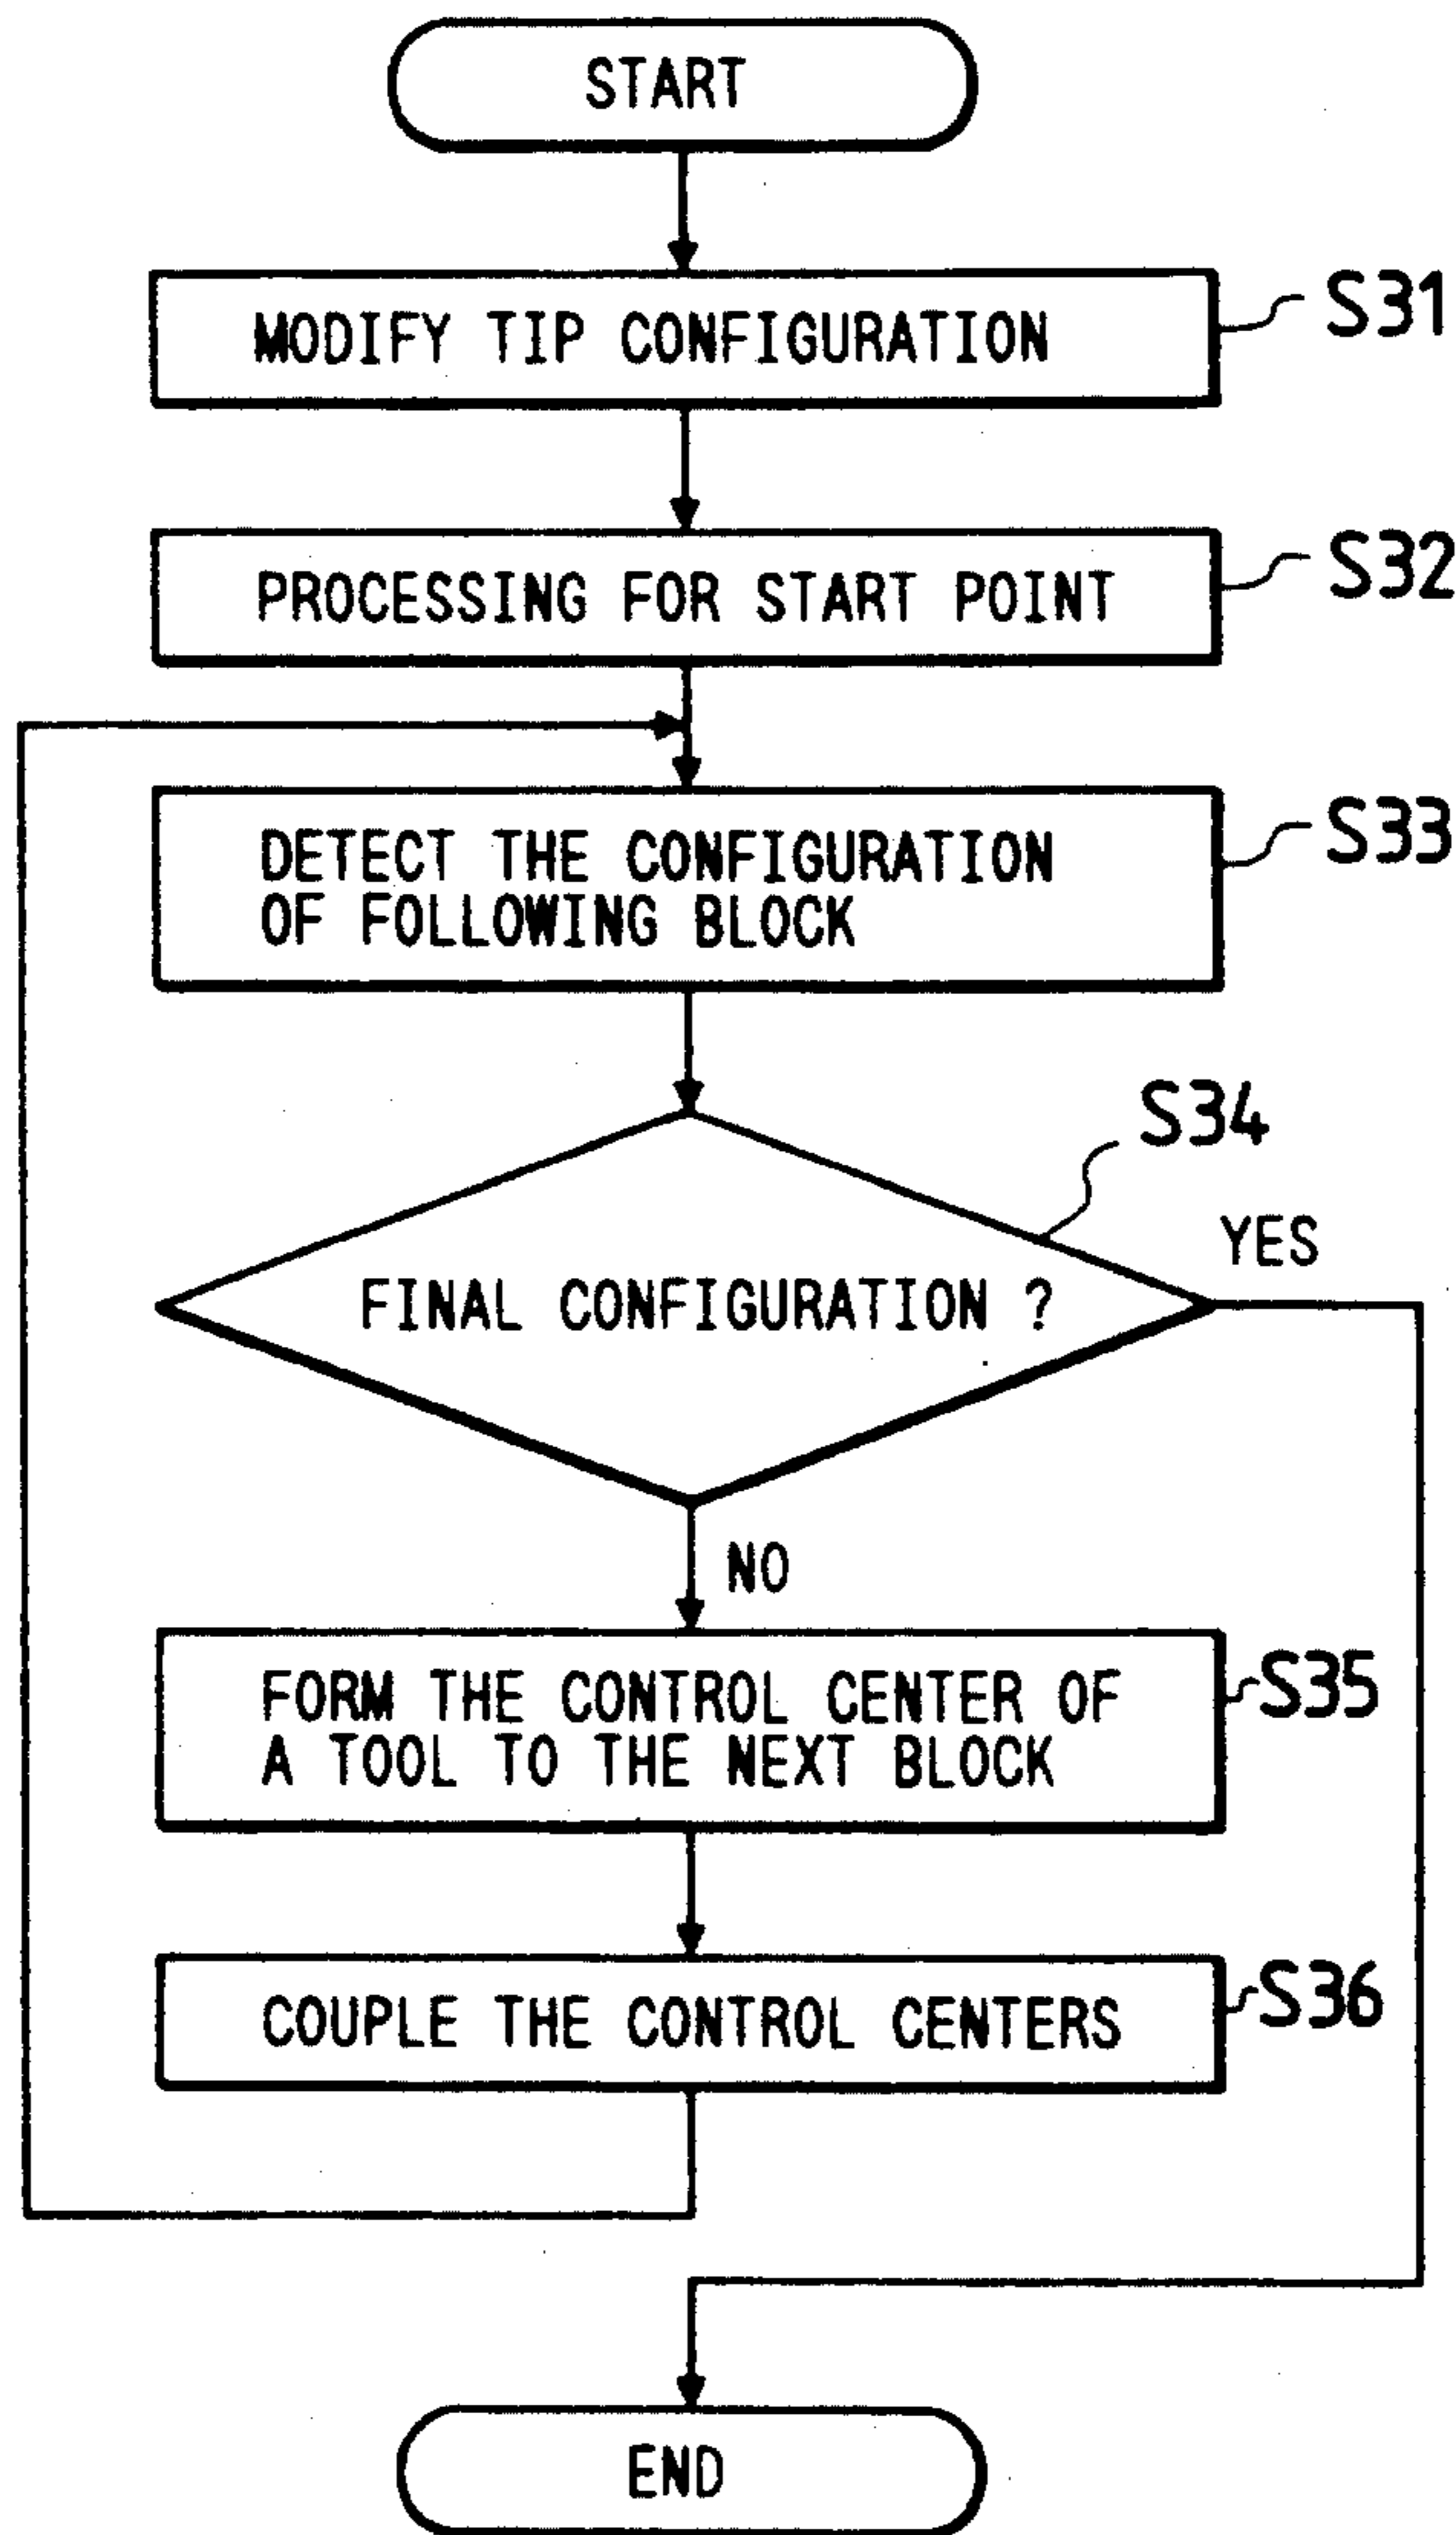 START
MODIFY TIP CONFIGURATION
S31
PROCESSING FOR START POINT
S32
DETECT THE CONFIGURATION
OF FOLLOWING BLOCK
S33
S34
YES
FINAL CONFIGURATION ?
NO
FORM THE CONTROL CENTER OF
A TOOL TO THE NEXT BLOCK
S35
COUPLE THE CONTROL CENTERS
S36
END